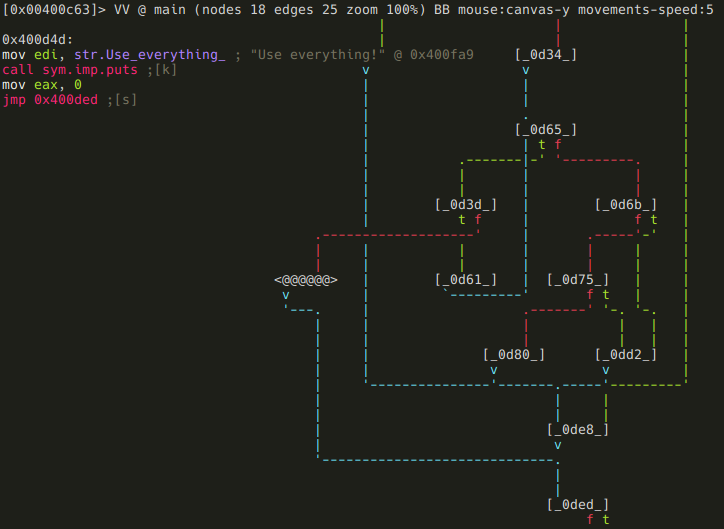 [0x00400c63]> VV @ main (nodes 18 edges 25 zoom 100%) BB mouse:canvas-y movements-speed:5
0x400d4d:
mov edi, str.Use_everything_ ; "Use everything!" @ 0x400fa9 [_0d34_]
call sym.imp.puts ;[k] v v
mov eax, 0
jmp 0x400ded ;[s]
[_0d65_]
t f
[_0d3d_] [_0d6b_]
t f f t
<@@@@@@> [_0d61_] [_0d75_]
v f t
[_0d80_] [_0dd2_]
v v
[_0de8_]
v
[_0ded_]
f t